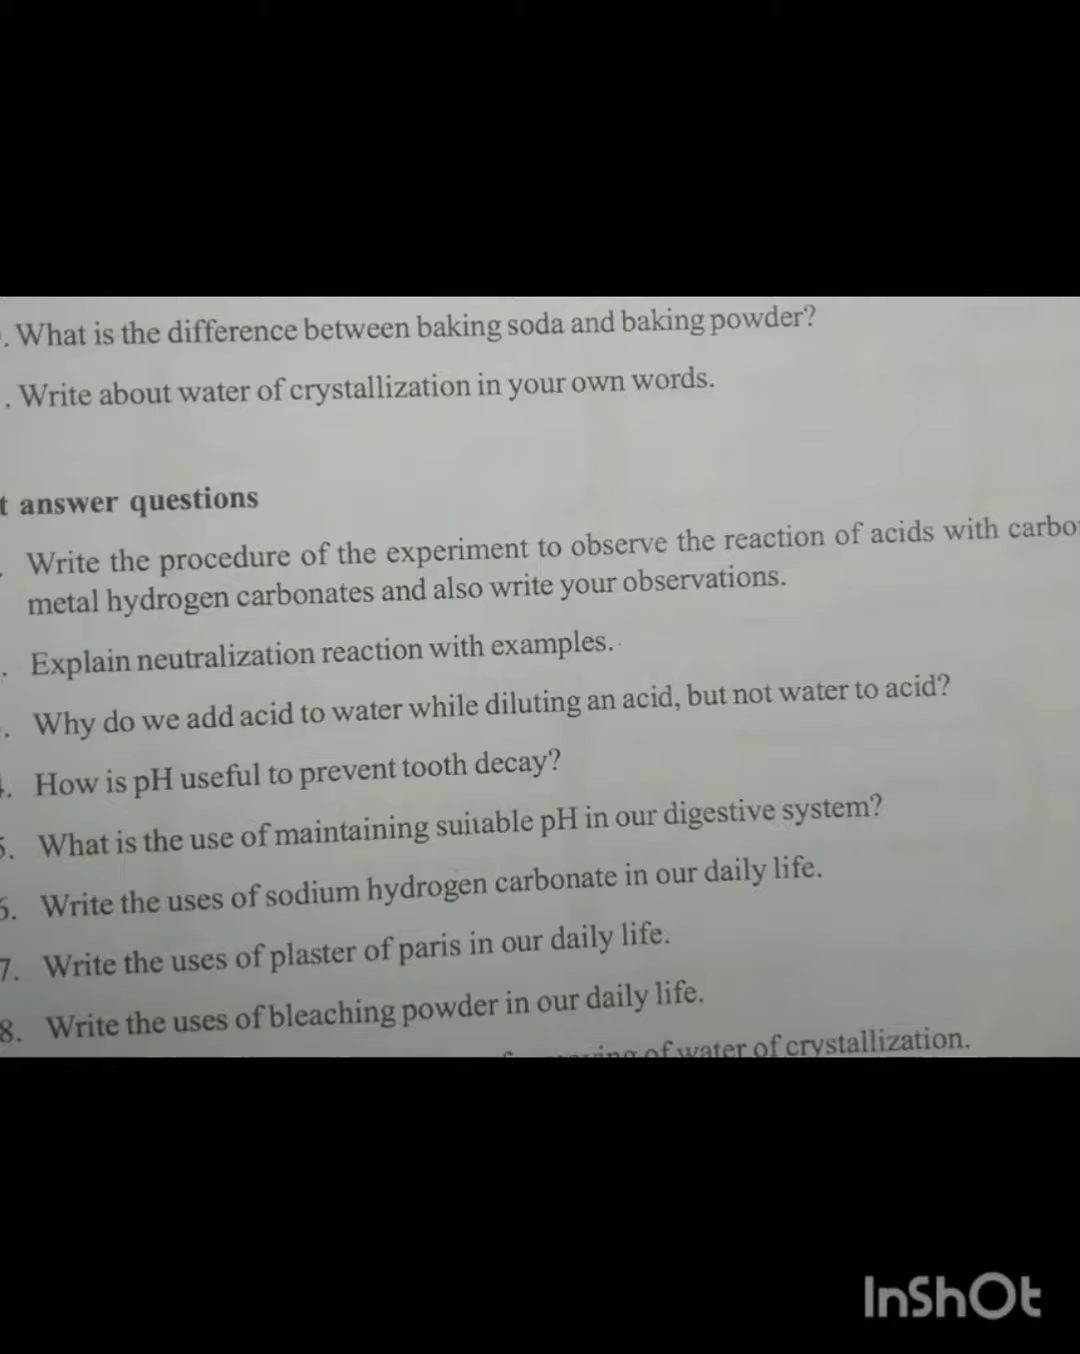 . What is the difference between baking soda and baking powder?
. Write about water of crystallization in your own words.
t answer questions
Write the procedure of the experiment to observe the reaction of acids with
metal hydrogen carbonates and also write your observations.
. Explain neutralization reaction with examples.
. Why do we add acid to water while diluting an acid, but not water to acid?
. How is pH useful to prevent tooth decay?
5. What is the use of maintaining suitable pH in our digestive system?
6. Write the uses of sodium hydrogen carbonate in our daily life.
7. Write the uses of plaster of paris in our daily life.
8. Write the uses of bleaching powder in our daily life.
of water of crystallization.
InShOt